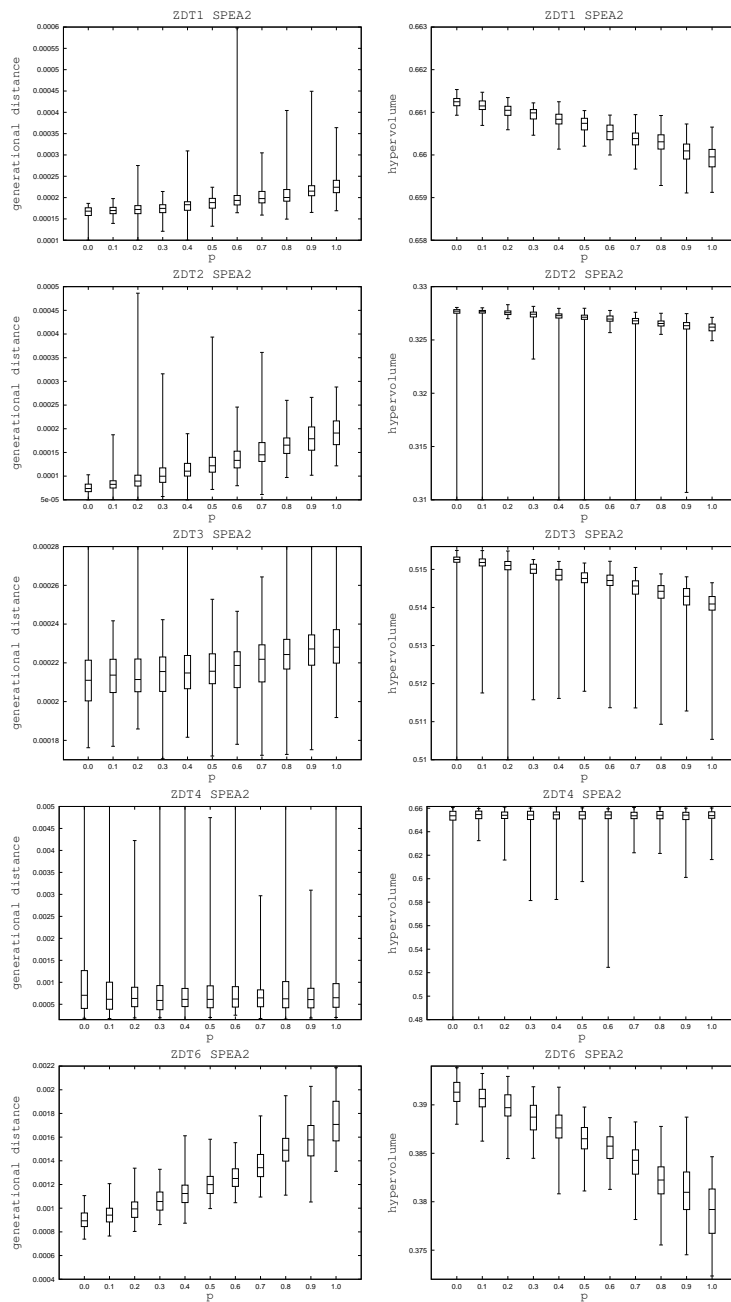 ZDT1 SPEA2
generational distance
0.0006
0.00055
0.0005
0.00045
0.0004
0.00035
0.0003
0.00025
0.0002
0.00015
0.0001
0.0 0.1 0.2 0.3 0.4 0.5 0.6 0.7 0.8 0.9 1.0
p
ZDT1 SPEA2
hypervolume
0.663
0.662
0.661
0.66
0.659
0.658
0.0 0.1 0.2 0.3 0.4 0.5 0.6 0.7 0.8 0.9 1.0
p
ZDT2 SPEA2
generational distance
0.0005
0.00045
0.0004
0.00035
0.0003
0.00025
0.0002
0.00015
0.0001
5e-05
0.0 0.1 0.2 0.3 0.4 0.5 0.6 0.7 0.8 0.9 1.0
p
ZDT2 SPEA2
hypervolume
0.33
0.325
0.32
0.315
0.31
0.0 0.1 0.2 0.3 0.4 0.5 0.6 0.7 0.8 0.9 1.0
p
ZDT3 SPEA2
generational distance
0.00028
0.00026
0.00024
0.00022
0.0002
0.00018
0.0 0.1 0.2 0.3 0.4 0.5 0.6 0.7 0.8 0.9 1.0
p
ZDT3 SPEA2
hypervolume
0.515
0.514
0.513
0.512
0.511
0.51
0.0 0.1 0.2 0.3 0.4 0.5 0.6 0.7 0.8 0.9 1.0
p
ZDT4 SPEA2
generational distance
0.005
0.0045
0.004
0.0035
0.003
0.0025
0.002
0.0015
0.001
0.0005
0.0 0.1 0.2 0.3 0.4 0.5 0.6 0.7 0.8 0.9 1.0
p
ZDT4 SPEA2
hypervolume
0.66
0.64
0.62
0.6
0.58
0.56
0.54
0.52
0.5
0.48
0.0 0.1 0.2 0.3 0.4 0.5 0.6 0.7 0.8 0.9 1.0
p
ZDT6 SPEA2
generational distance
0.0022
0.002
0.0018
0.0016
0.0014
0.0012
0.001
0.0008
0.0006
0.0004
0.0 0.1 0.2 0.3 0.4 0.5 0.6 0.7 0.8 0.9 1.0
p
ZDT6 SPEA2
hypervolume
0.39
0.385
0.38
0.375
0.0 0.1 0.2 0.3 0.4 0.5 0.6 0.7 0.8 0.9 1.0
p